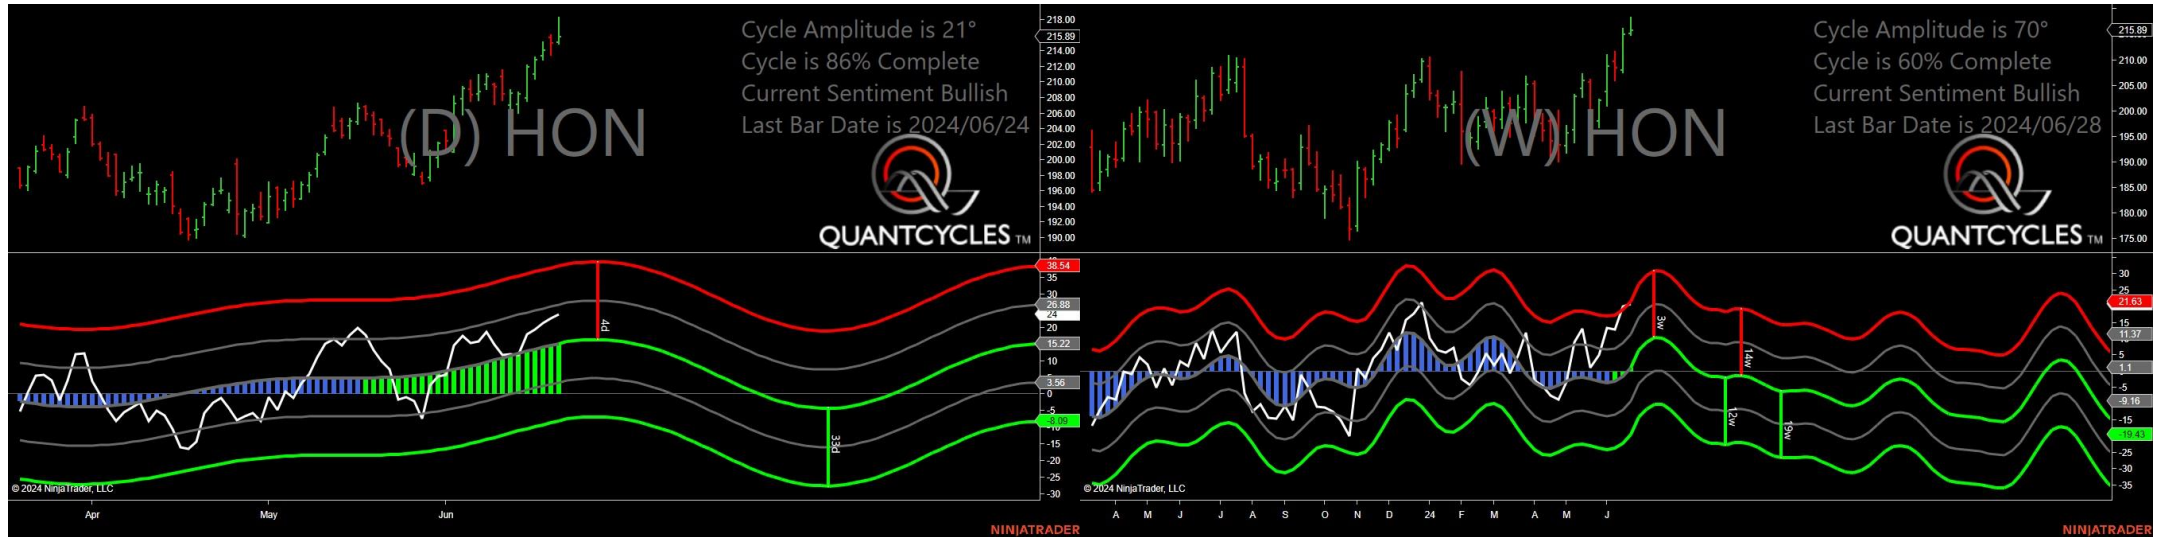 Cycle Amplitude is 21°
Cycle is 86% Complete
Current Sentiment Bullish
Last Bar Date is 2024/06/24
(D) HON
QUANTCYCLES TM
218.00
215.89
214.00
212.00
210.00
208.00
206.00
204.00
202.00
200.00
198.00
196.00
194.00
192.00
190.00
38.54
35
30
26.88
24
20
15.22
10
3.56
0
-5
-8.09
-15
-20
-25
-30
4d
33d
© 2024 NinjaTrader, LLC
Apr May Jun
NINJATRADER
Cycle Amplitude is 70°
Cycle is 60% Complete
Current Sentiment Bullish
Last Bar Date is 2024/06/28
(W) HON
QUANTCYCLES TM
215.89
210.00
205.00
200.00
195.00
190.00
185.00
180.00
175.00
30
25
21.63
15
11.37
5
1.1
-5
-9.16
-15
-19.43
-25
-30
-35
3w
14w
12w
19w
© 2024 NinjaTrader, LLC
A M J J A S O N D 24 F M A M J
NINJATRADER